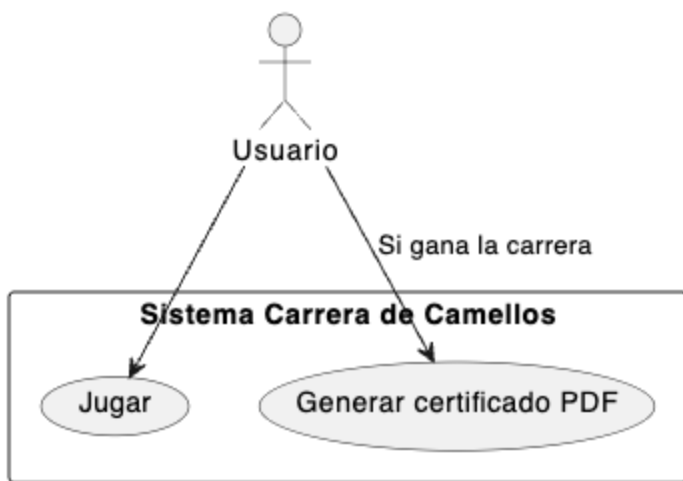 Usuario
Si gana la carrera
Sistema Carrera de Camellos
Jugar
Generar certificado PDF